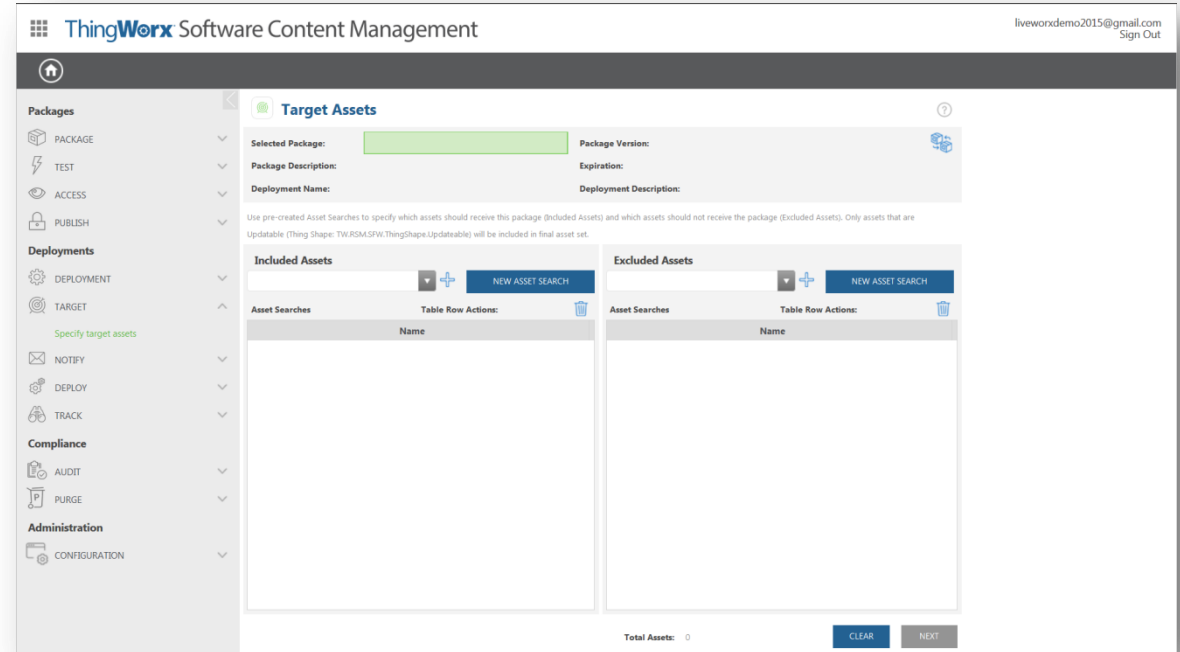 ThingWorx Software Content Management
liveworxdemo2015@gmail.com
Sign Out
Packages
PACKAGE
TEST
ACCESS
PUBLISH
Deployments
DEPLOYMENT
TARGET
Specify target assets
NOTIFY
DEPLOY
TRACK
Compliance
AUDIT
PURGE
Administration
CONFIGURATION
Target Assets
?
Selected Package:
Package Version:
Package Description:
Expiration:
Deployment Name:
Deployment Description:
Use pre-created Asset Searches to specify which assets should receive this package (Included Assets) and which assets should not receive the package (Excluded Assets). Only assets that are
Updatable (Thing Shape: TW.RSM.SFW.ThingShape.Updateable) will be included in final asset set.
Included Assets
NEW ASSET SEARCH
Asset Searches
Table Row Actions:
Name
Excluded Assets
NEW ASSET SEARCH
Asset Searches
Table Row Actions:
Name
Total Assets: 0
CLEAR
NEXT